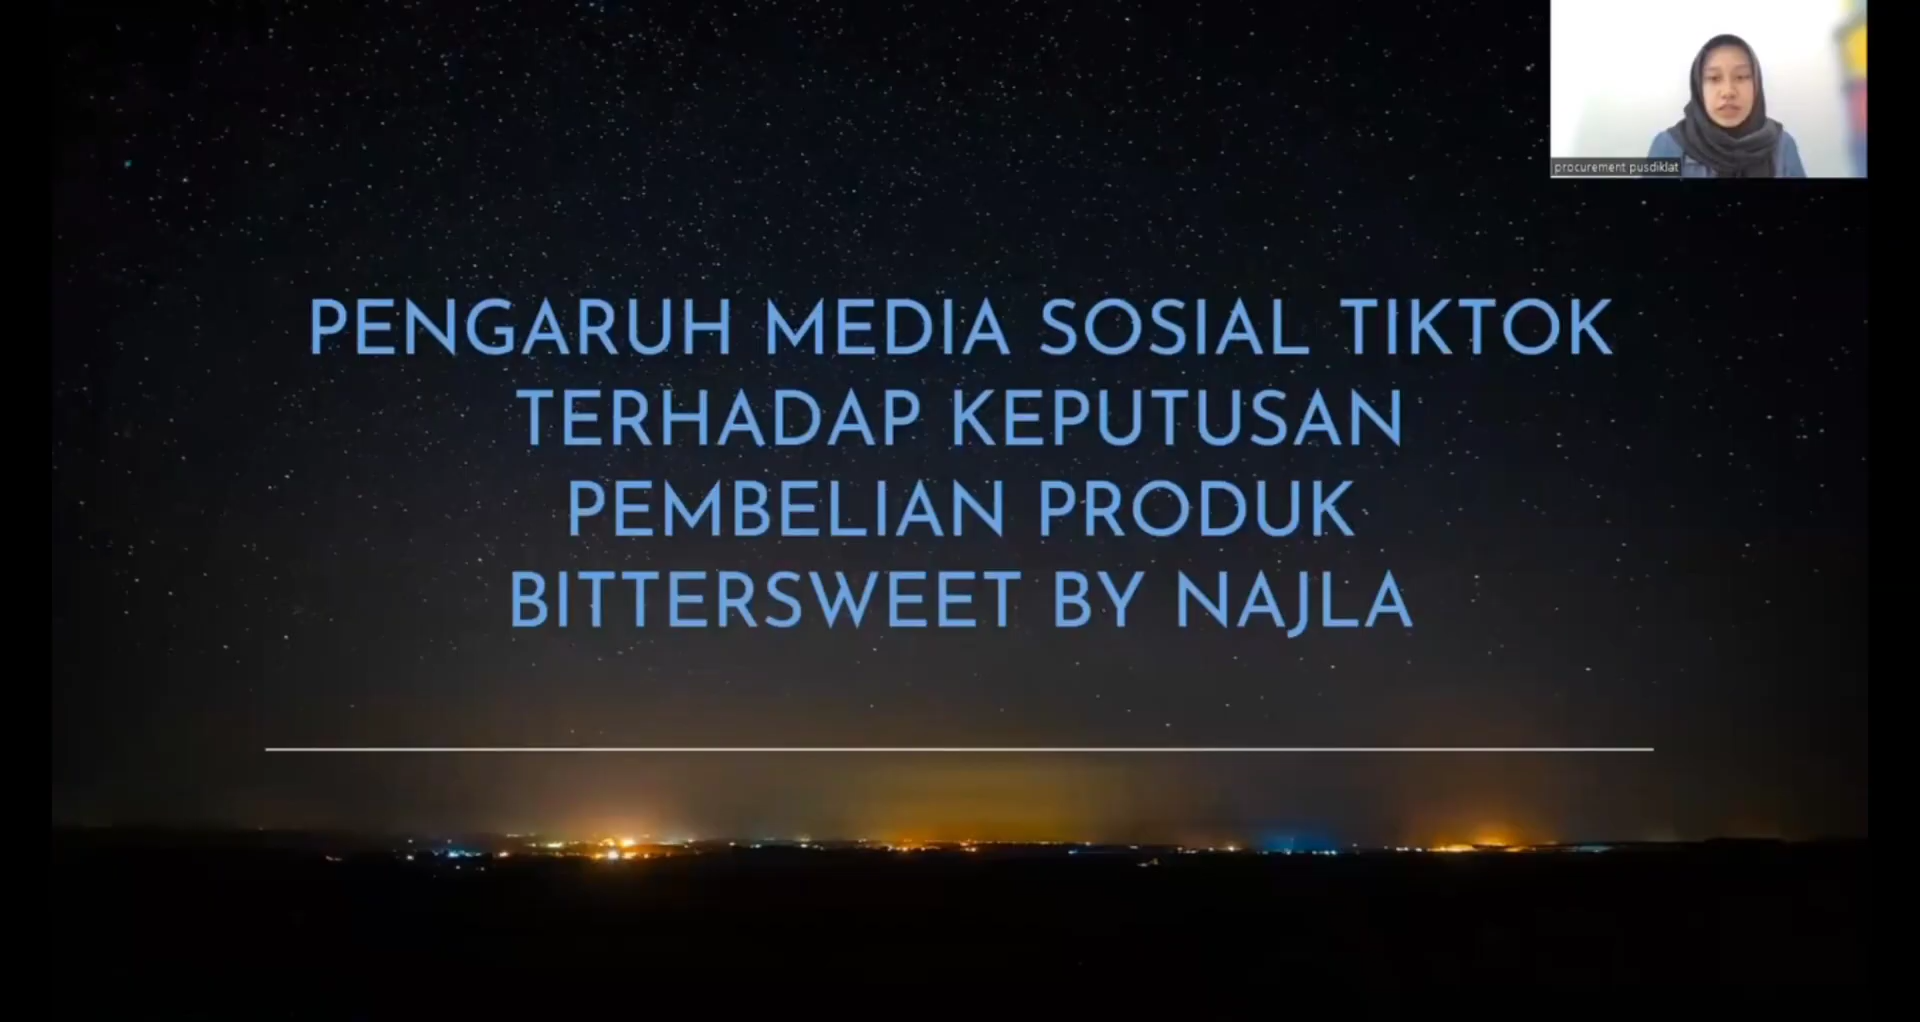 procurement pusdiklat
PENGARUH MEDIA SOSIAL TIKTOK
TERHADAP KEPUTUSAN
PEMBELIAN PRODUK
BITTERSWEET BY NAJLA